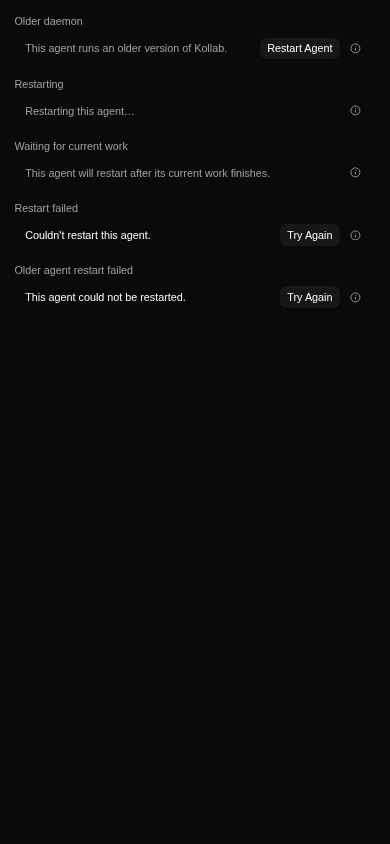 Older daemon
This agent runs an older version of Kollab. Restart Agent
Restarting
Restarting this agent…
Waiting for current work
This agent will restart after its current work finishes.
Restart failed
Couldn't restart this agent. Try Again
Older agent restart failed
This agent could not be restarted. Try Again